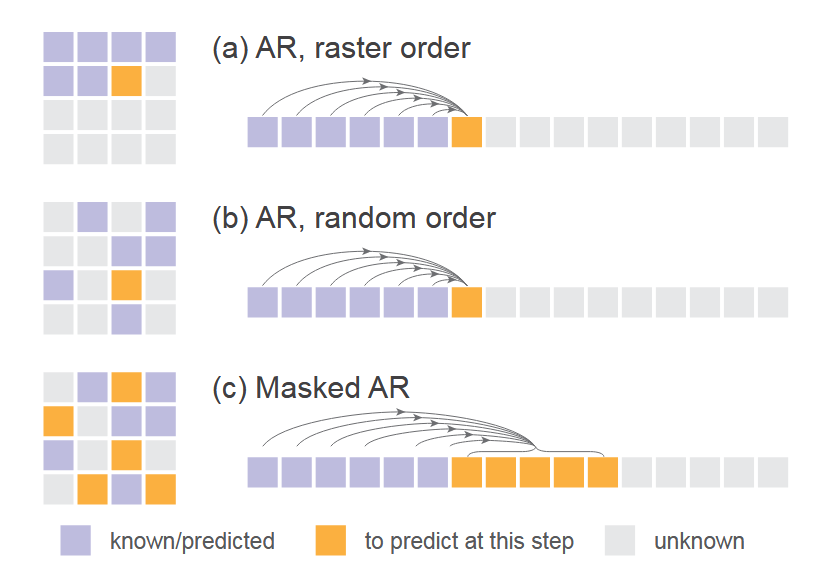 (a) AR, raster order
(b) AR, random order
(c) Masked AR
known/predicted to predict at this step unknown